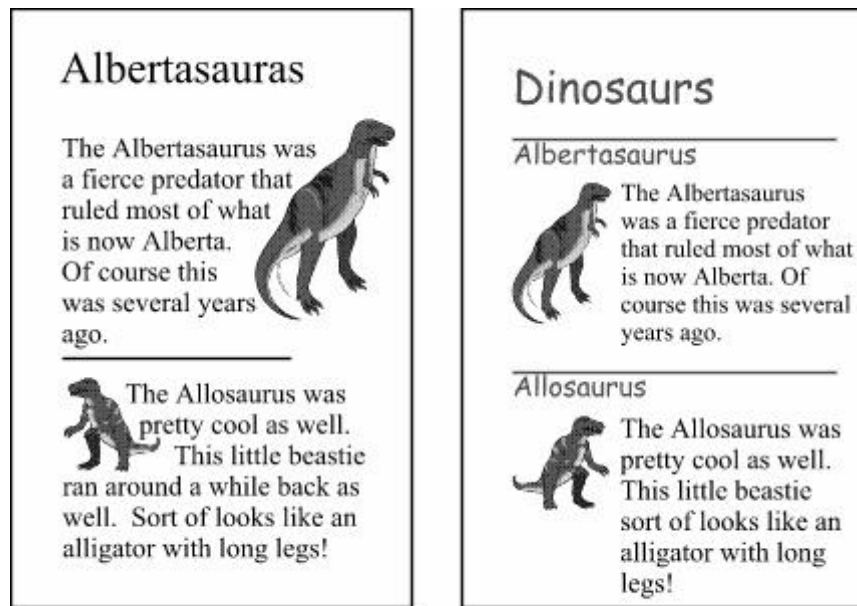 Albertasauras
The Albertasaurus was
a fierce predator that
ruled most of what
is now Alberta.
Of course this
was several years
ago.
The Allosaurus was
pretty cool as well.
This little beastie
ran around a while back as
well. Sort of looks like an
alligator with long legs!
Dinosaurs
Albertasaurus
The Albertasaurus
was a fierce predator
that ruled most of what
is now Alberta. Of
course this was several
years ago.
Allosaurus
The Allosaurus was
pretty cool as well.
This little beastie
sort of looks like an
alligator with long
legs!